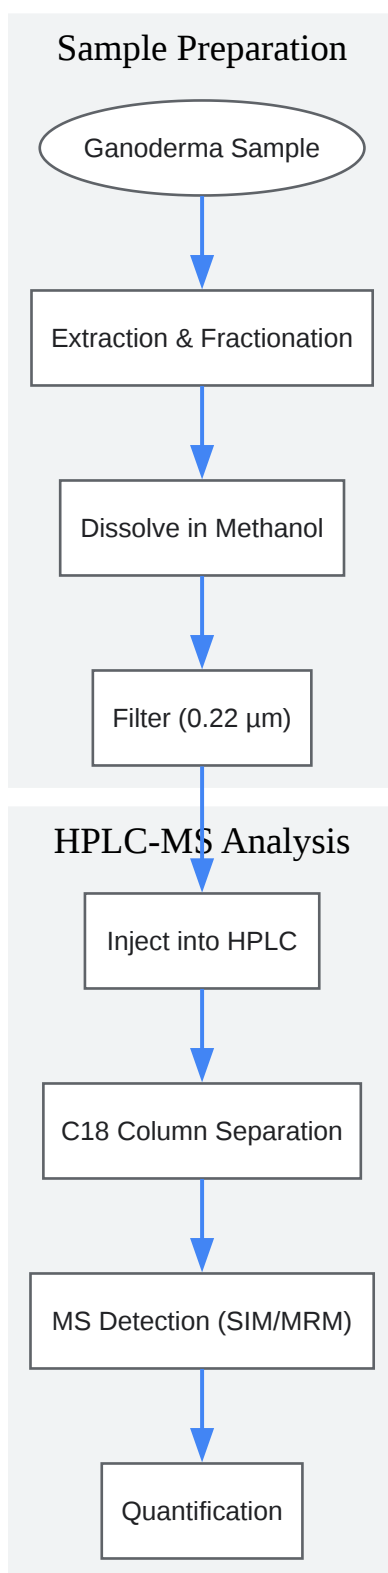 Sample Preparation
Ganoderma Sample
Extraction & Fractionation
Dissolve in Methanol
Filter (0.22 µm)
HPLC-MS Analysis
Inject into HPLC
C18 Column Separation
MS Detection (SIM/MRM)
Quantification